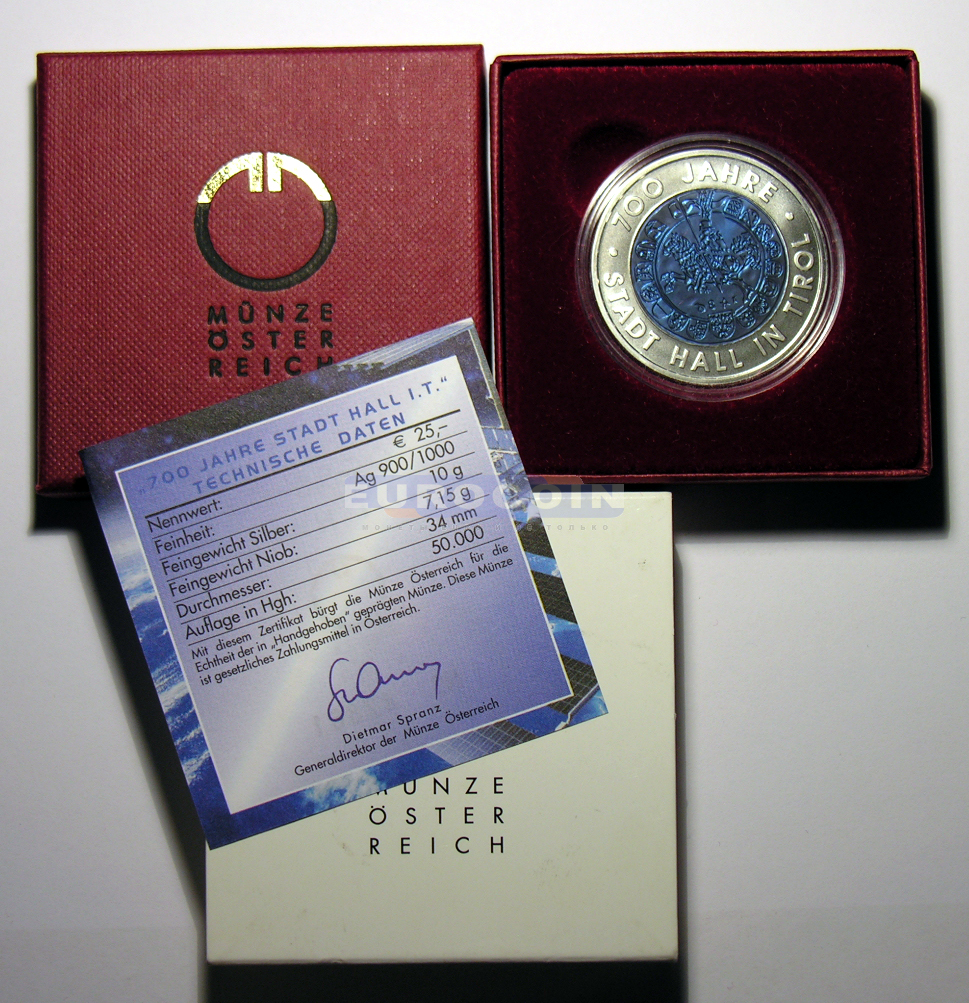 MÜNZE
ÖSTER
REICH
· 700 JAHRE ·
STADT HALL IN TIROL
„700 JAHRE STADT HALL I.T.“
TECHNISCHE DATEN
Nennwert: € 25,–
Feinheit: Ag 900/1000
Feingewicht Silber: 10 g
Feingewicht Niob: 7,15 g
Durchmesser: 34 mm
Auflage in Hgh: 50.000
Mit diesem Zertifikat bürgt die Münze Österreich für die
Echtheit der in „Handgehoben“ geprägten Münze. Diese Münze
ist gesetzliches Zahlungsmittel in Österreich.
Dietmar Spranz
Generaldirektor der Münze Österreich
EUROCOIN
MÜNZE
ÖSTER
REICH